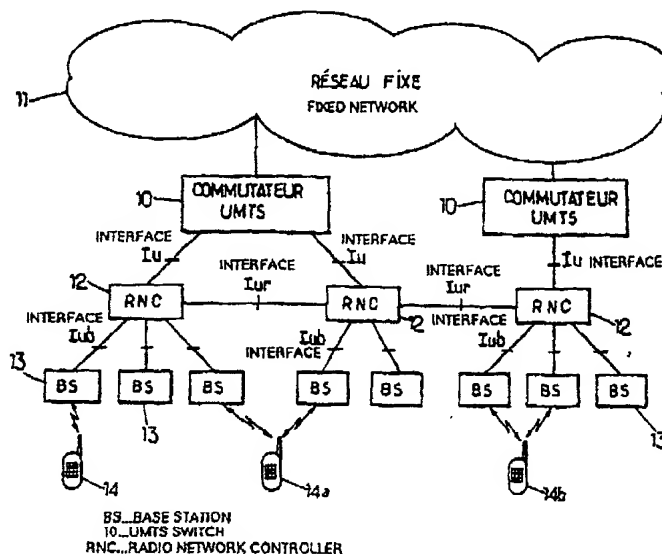 RÉSEAU FIXE
FIXED NETWORK
11
10
COMMUTATEUR
UMTS
10
COMMUTATEUR
UMTS
INTERFACE
Iu
INTERFACE
Iu
Iu INTERFACE
INTERFACE
Iur
INTERFACE
Iur
12
RNC
RNC
12
RNC
12
INTERFACE
Iub
Iub
INTERFACE
INTERFACE
Iub
13
BS
BS
13
BS
BS
BS
BS
BS
BS
13
14
14a
14b
BS...BASE STATION
10...UMTS SWITCH
RNC...RADIO NETWORK CONTROLLER